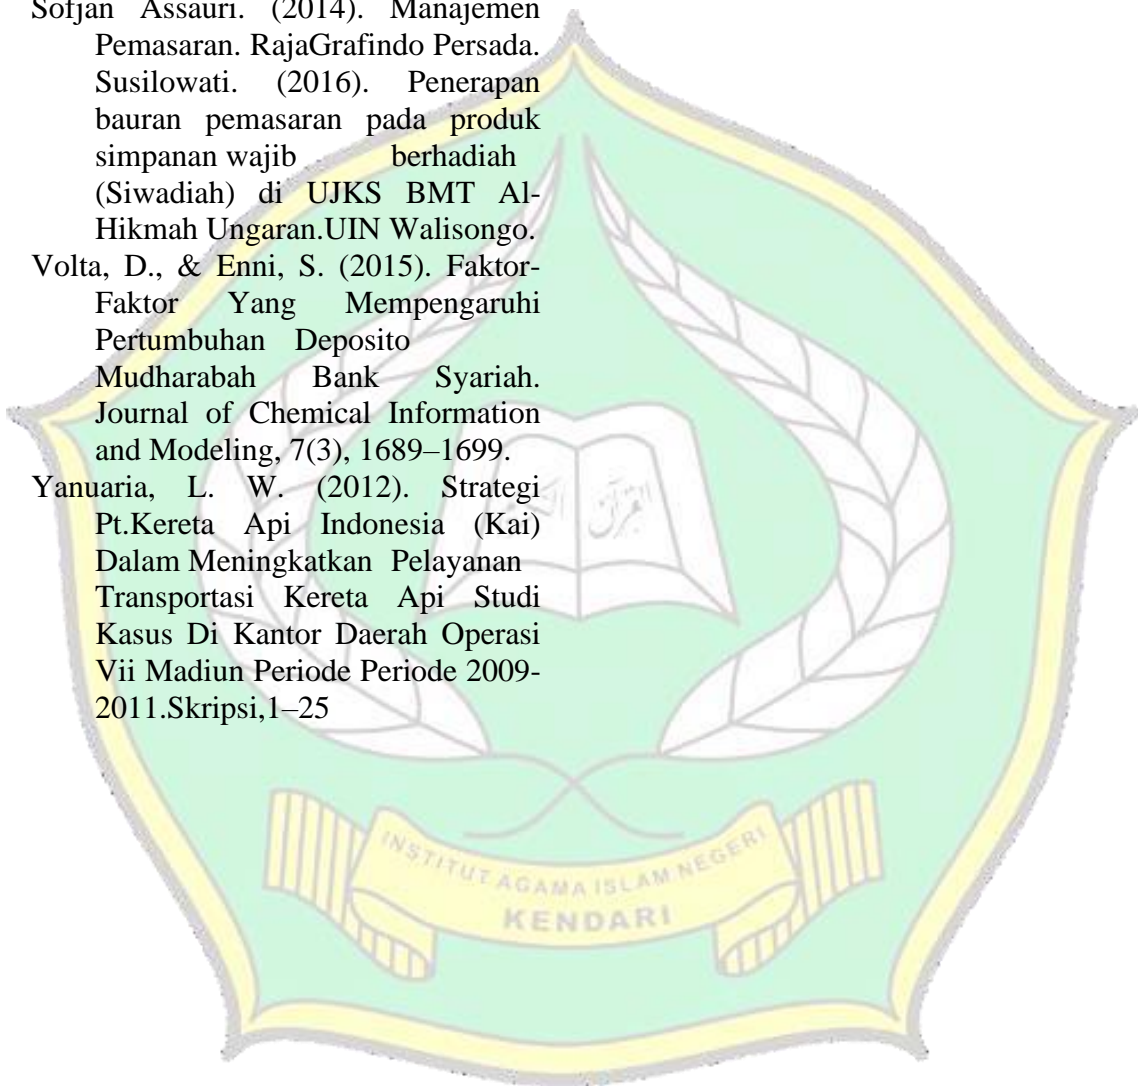 Sofjan Assauri. (2014). Manajemen
Pemasaran. RajaGrafindo Persada.
Susilowati. (2016). Penerapan
bauran pemasaran pada produk
simpanan wajib berhadiah
(Siwadiah) di UJKS BMT Al-
Hikmah Ungaran.UIN Walisongo.
Volta, D., & Enni, S. (2015). Faktor-
Faktor Yang Mempengaruhi
Pertumbuhan Deposito
Mudharabah Bank Syariah.
Journal of Chemical Information
and Modeling, 7(3), 1689–1699.
Yanuaria, L. W. (2012). Strategi
Pt.Kereta Api Indonesia (Kai)
Dalam Meningkatkan Pelayanan
Transportasi Kereta Api Studi
Kasus Di Kantor Daerah Operasi
Vii Madiun Periode Periode 2009-
2011.Skripsi,1–25
القرآن الكريم
INSTITUT AGAMA ISLAM NEGERI
KENDARI